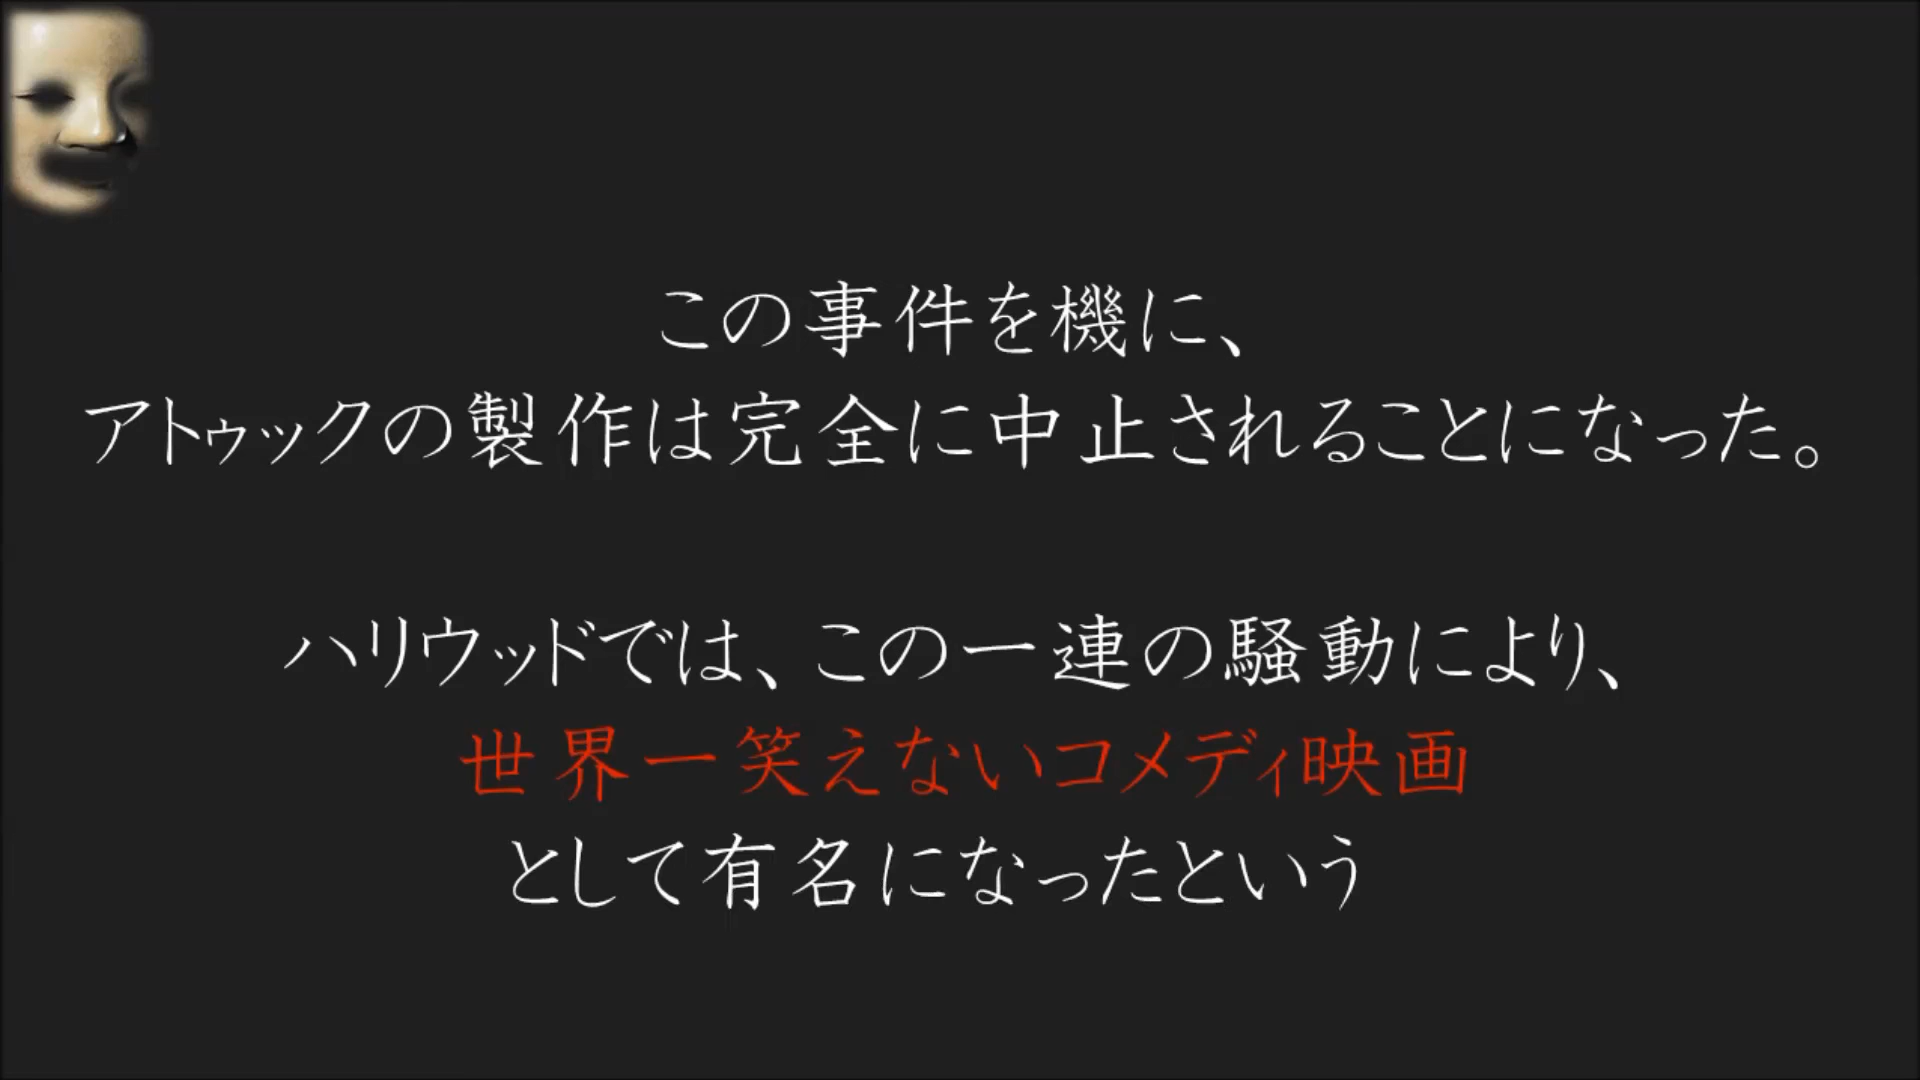 この事件を機に、
アトゥックの製作は完全に中止されることになった。
ハリウッドでは、この一連の騒動により、
世界一笑えないコメディ映画
として有名になったという